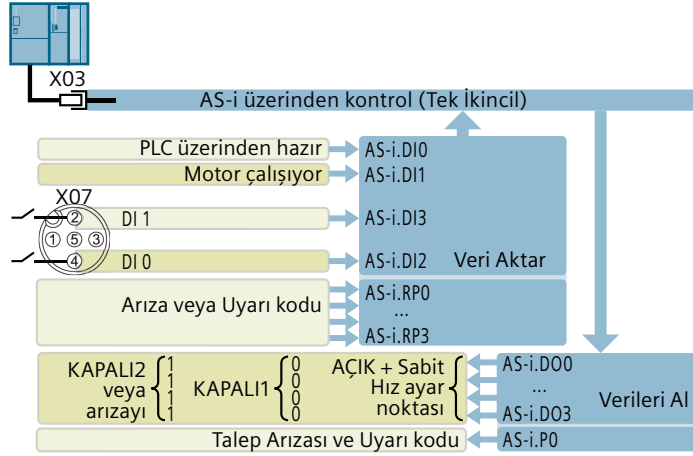 X03
AS-i üzerinden kontrol (Tek İkincil)
PLC üzerinden hazır AS-i.DI0
Motor çalışıyor AS-i.DI1
X07
2 DI 1 AS-i.DI3
1 5 3
4 DI 0 AS-i.DI2 Veri Aktar
Arıza veya Uyarı kodu
AS-i.RP0
...
AS-i.RP3
KAPALI2
veya
arızayı
1
1
1
1
KAPALI1
0
0
0
0
AÇIK + Sabit
Hız ayar
noktası
AS-i.DO0
...
AS-i.DO3
Verileri Al
Talep Arızası ve Uyarı kodu AS-i.P0